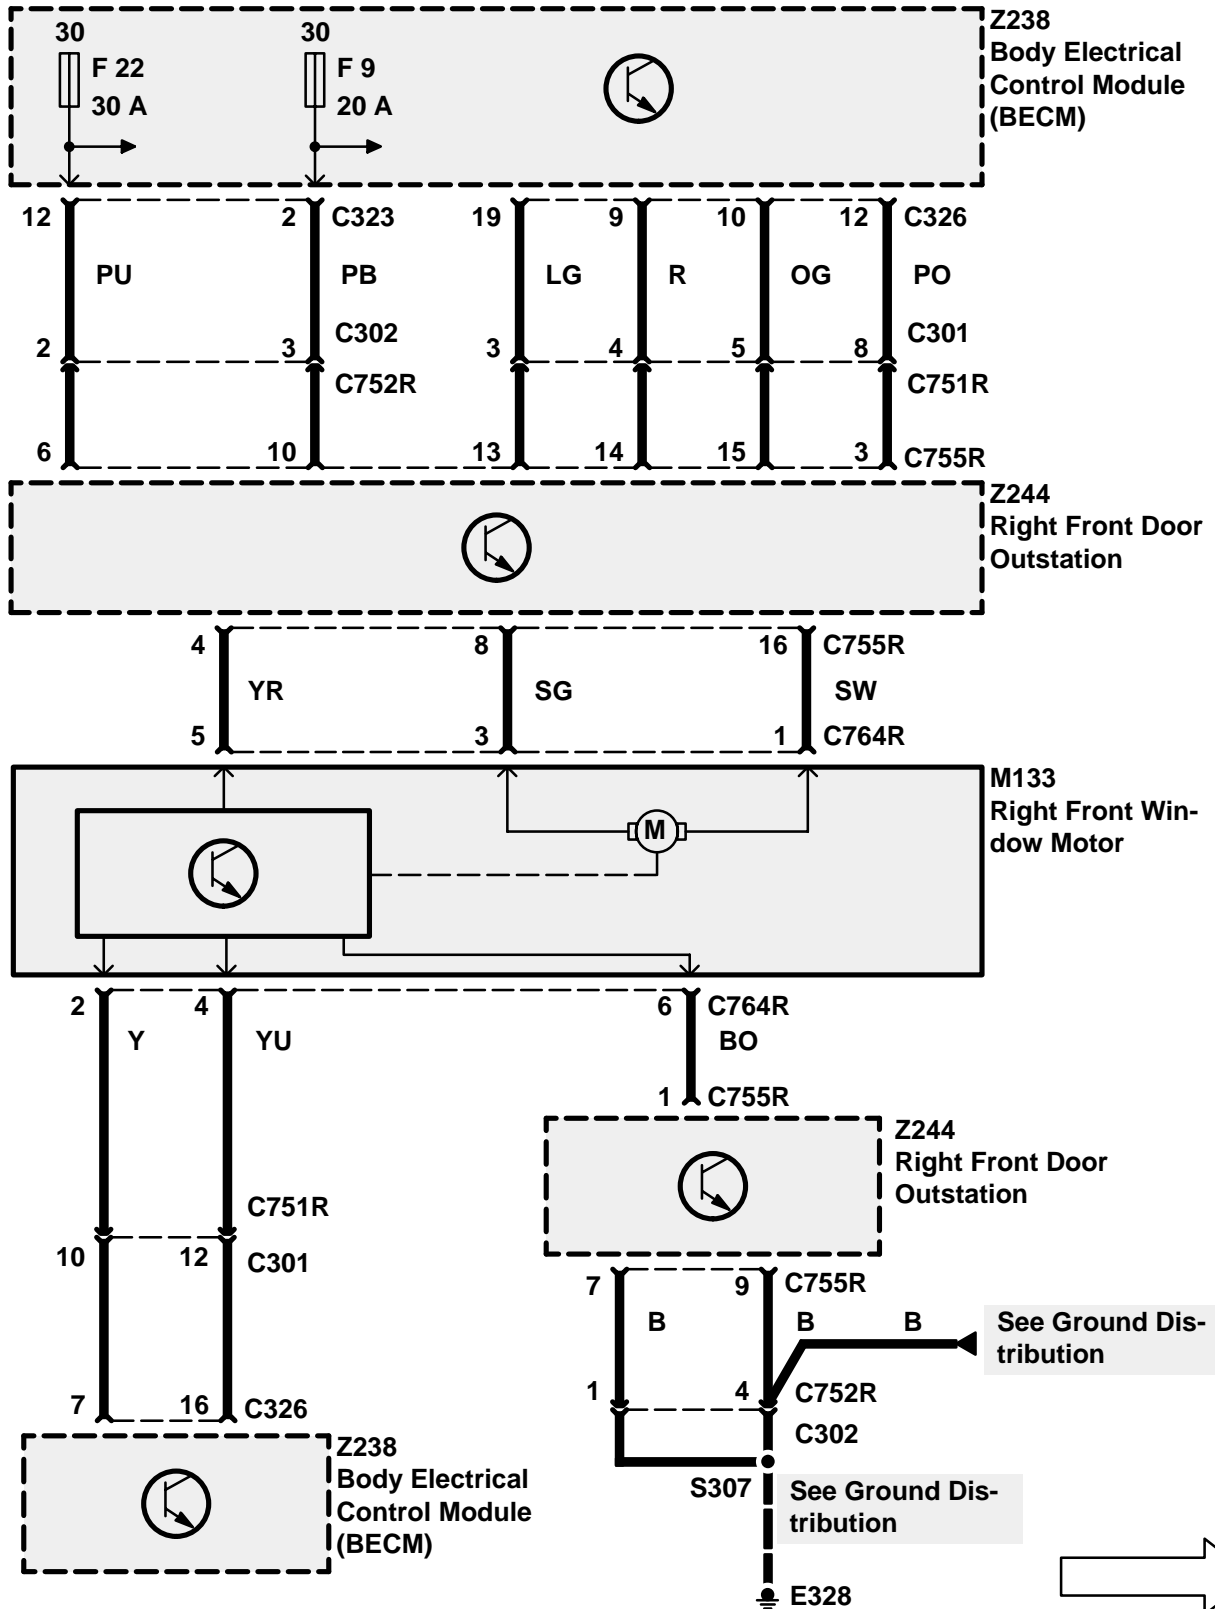 30
30
Z238
Body Electrical
Control Module
(BECM)
F 22
30 A
F 9
20 A
12
2
C323
19
9
10
12
C326
PU
PB
LG
R
OG
PO
C302
C301
2
3
3
4
5
8
C752R
C751R
6
10
13
14
15
3
C755R
Z244
Right Front Door
Outstation
4
8
16
C755R
YR
SG
SW
5
3
1
C764R
M133
Right Front Win-
dow Motor
M
2
4
6
C764R
Y
YU
BO
1
C755R
Z244
Right Front Door
Outstation
C751R
10
12
C301
7
9
C755R
B
B
B
See Ground Dis-
tribution
1
4
C752R
7
16
C326
C302
Z238
Body Electrical
Control Module
(BECM)
S307
See Ground Dis-
tribution
E328